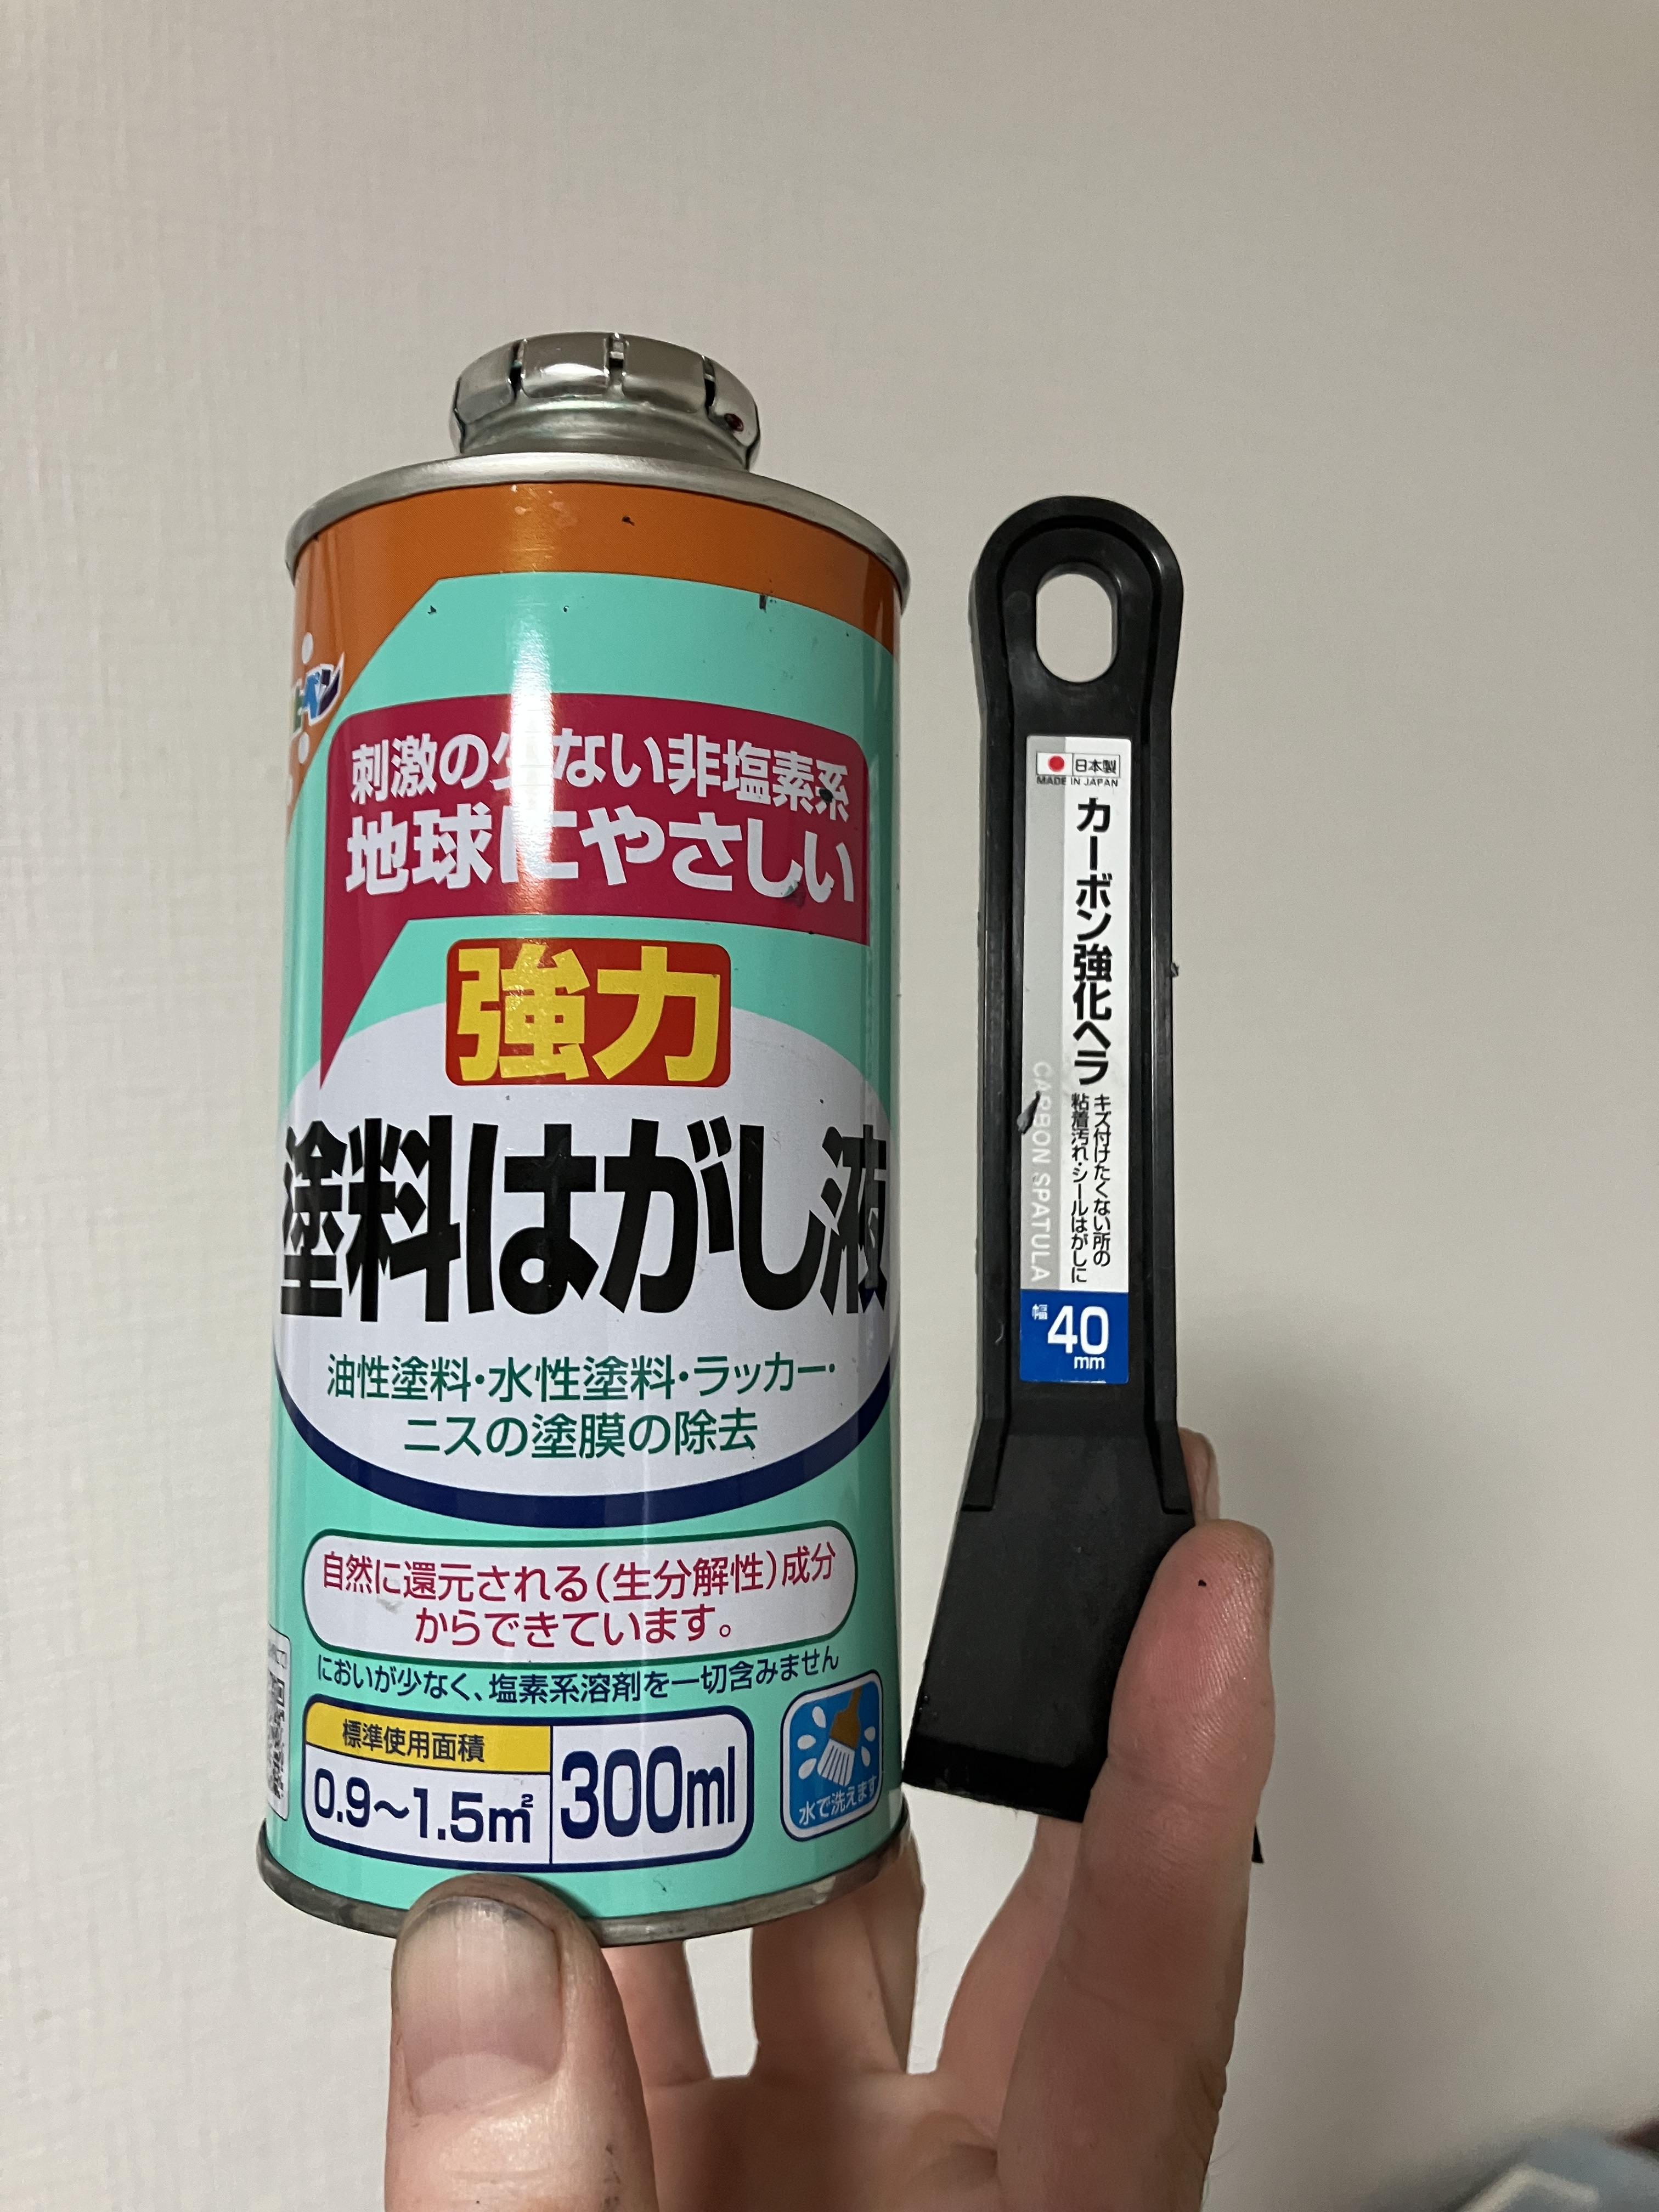 刺激の少ない非塩素系
地球にやさしい
強力
塗料はがし液
油性塗料・水性塗料・ラッカー・
ニスの塗膜の除去
自然に還元される(生分解性)成分
からできています。
においが少なく、塩素系溶剤を一切含みません
標準使用面積
0.9〜1.5m²
300ml
水で洗えます
日本製
MADE IN JAPAN
カーボン強化ヘラ
キズ付けたくない所の
粘着汚れ・シールはがしに
CARBON SPATULA
幅40mm